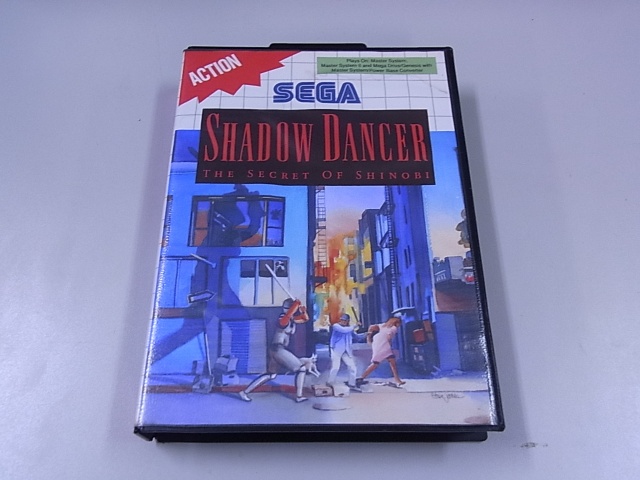 ACTION
Plays On: Master System,
Master System II and Mega Drive/Genesis with
Master System/Power Base Converter
SEGA
SHADOW DANCER
THE SECRET OF SHINOBI